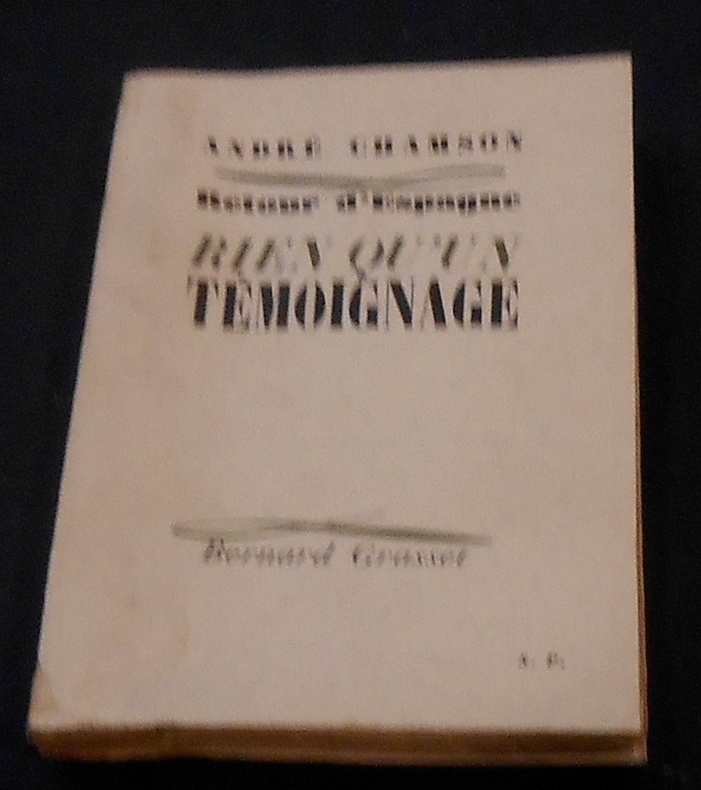 ANDRÉ CHAMSON
Retour d'Espagne
RIEN QU'UN
TÉMOIGNAGE
Bernard Grasset
S. P.